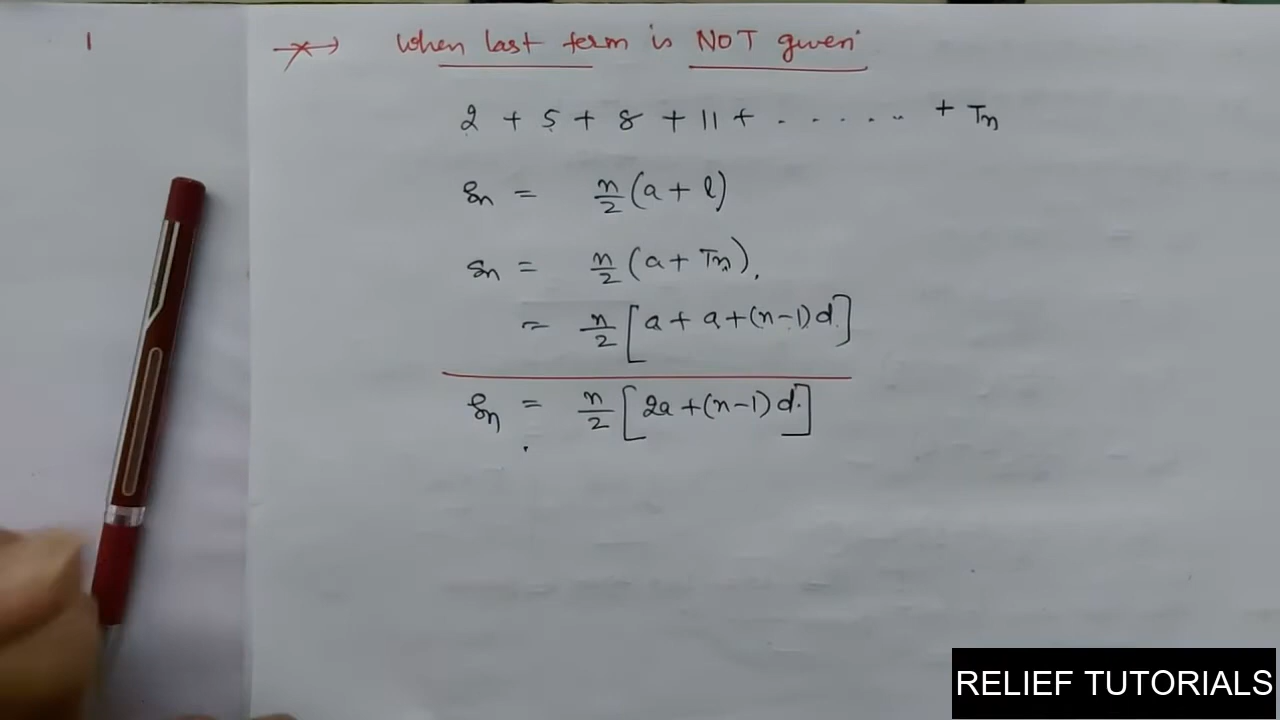 1
When last term is NOT given
2 + 5 + 8 + 11 + . . . . . .. + Tn
Sn = n/2 (a + l)
Sn = n/2 (a + Tn).
= n/2 [a + a + (n-1) d]
Sn = n/2 [2a + (n-1) d]
RELIEF TUTORIALS